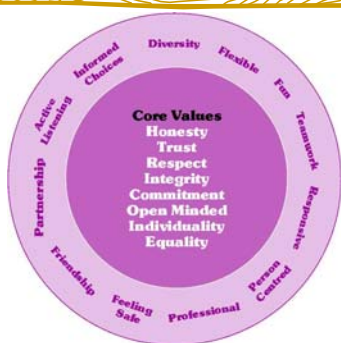 Core Values
Honesty
Trust
Respect
Integrity
Commitment
Open Minded
Individuality
Equality
Diversity
Flexible
Fun
Teamwork
Responsive
Person
Centred
Professional
Feeling
Safe
Friendship
Partnership
Active
Listening
Informed
Choices